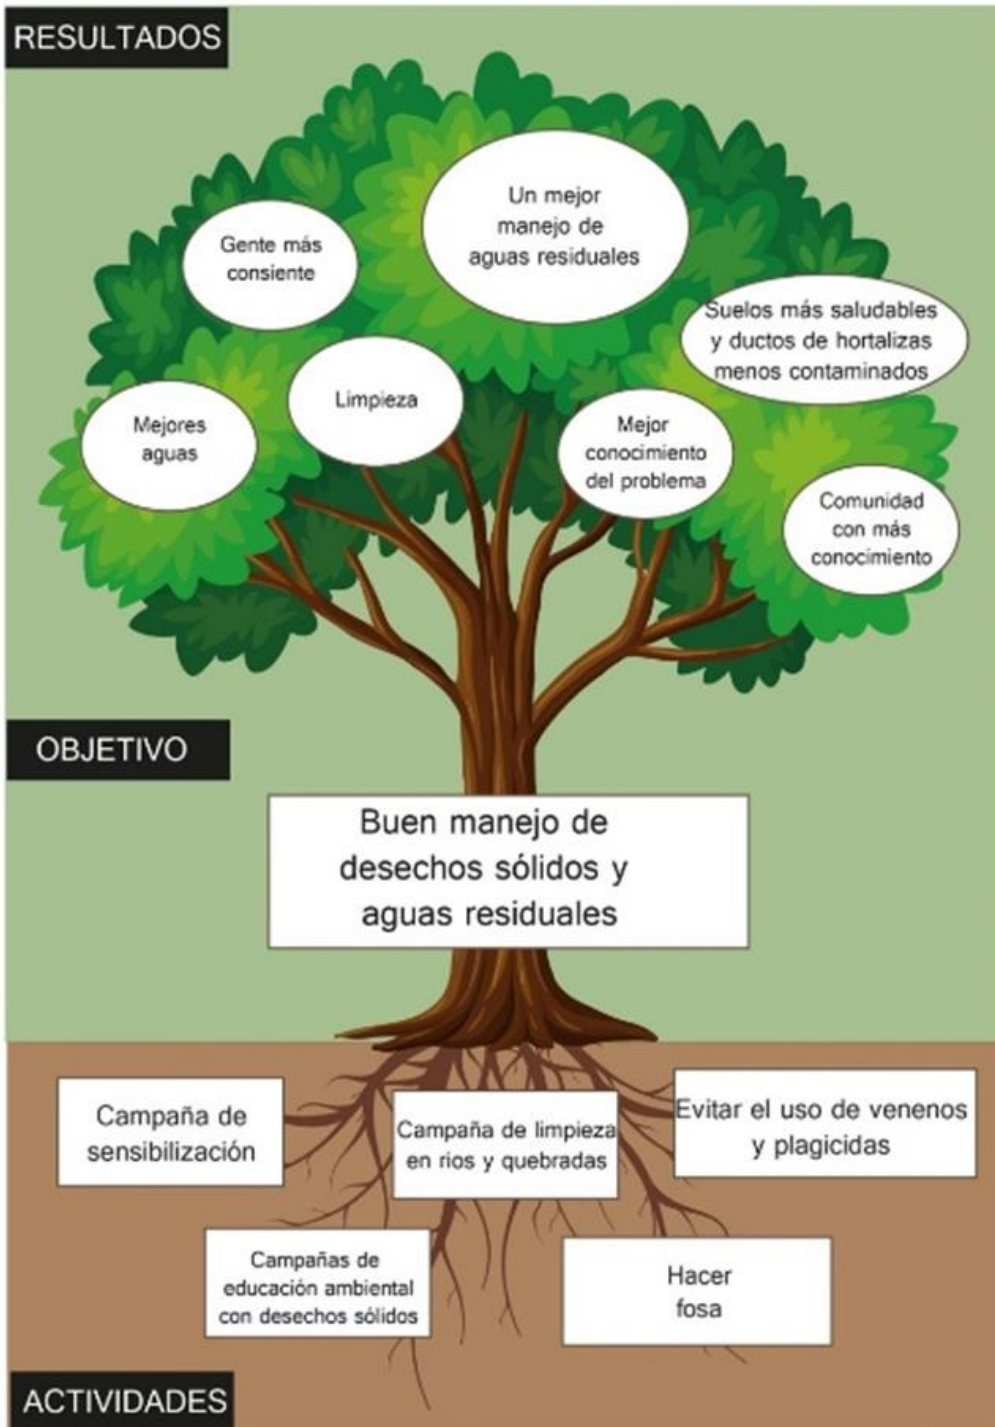 RESULTADOS
Un mejor
manejo de
aguas residuales
Gente más
consiente
Suelos más saludables
y ductos de hortalizas
menos contaminados
Limpieza
Mejores
aguas
Mejor
conocimiento
del problema
Comunidad
con más
conocimiento
OBJETIVO
Buen manejo de
desechos sólidos y
aguas residuales
Campaña de
sensibilización
Campaña de limpieza
en rios y quebradas
Evitar el uso de venenos
y plagicidas
Campañas de
educación ambiental
con desechos sólidos
Hacer
fosa
ACTIVIDADES